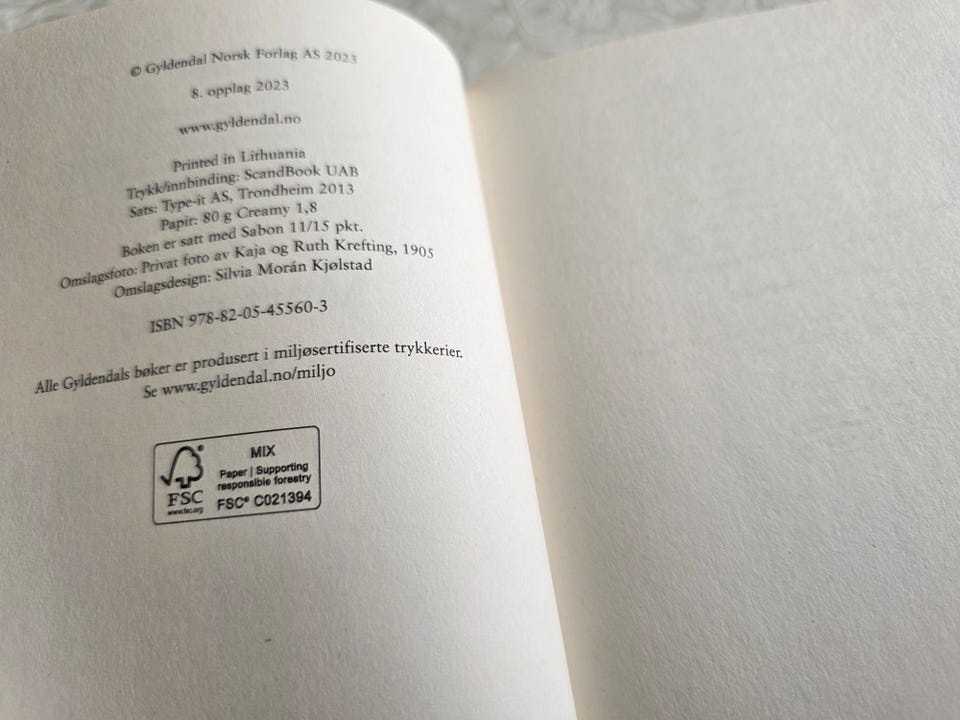 © Gyldendal Norsk Forlag AS 2023
8. opplag 2023
www.gyldendal.no
Printed in Lithuania
Trykk/innbinding: ScandBook UAB
Sats: Type-it AS, Trondheim 2013
Papir: 80 g Creamy 1,8
Boken er satt med Sabon 11/15 pkt.
Omslagsfoto: Privat foto av Kaja og Ruth Krefting, 1905
Omslagsdesign: Silvia Morán Kjølstad
ISBN 978-82-05-45560-3
Alle Gyldendals bøker er produsert i miljøsertifiserte trykkerier.
Se www.gyldendal.no/miljo
FSC
www.fsc.org
MIX
Paper | Supporting
responsible forestry
FSC® C021394